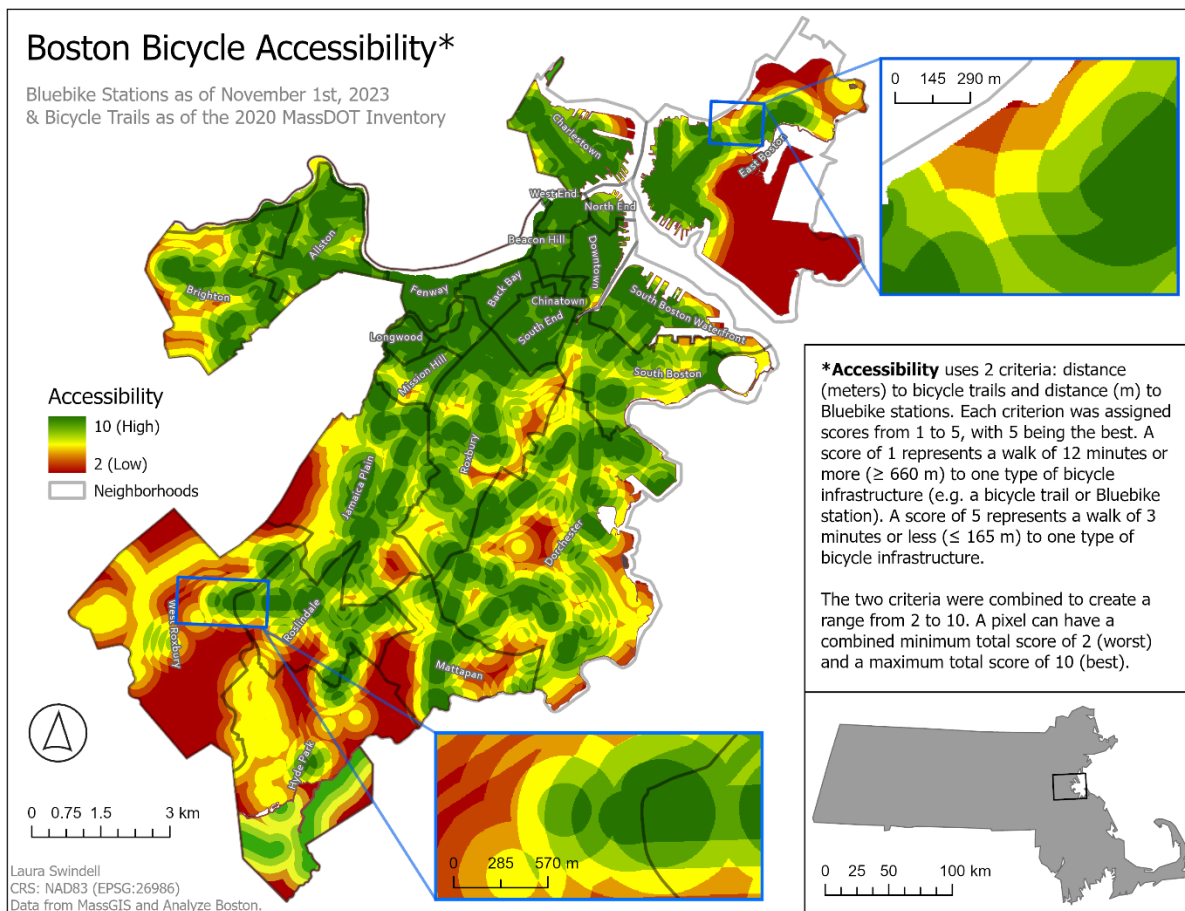 Boston Bicycle Accessibility*
Bluebike Stations as of November 1st, 2023
& Bicycle Trails as of the 2020 MassDOT Inventory
0 145 290 m
Charlestown
East Boston
West End
North End
Beacon Hill
Downtown
Allston
Brighton
Fenway
Back Bay
Chinatown
South End
South Boston Waterfront
Longwood
Mission Hill
South Boston
Accessibility
10 (High)
2 (Low)
Neighborhoods
Roxbury
Jamaica Plain
Dorchester
West Roxbury
Roslindale
Mattapan
Hyde Park
*Accessibility uses 2 criteria: distance
(meters) to bicycle trails and distance (m) to
Bluebike stations. Each criterion was assigned
scores from 1 to 5, with 5 being the best. A
score of 1 represents a walk of 12 minutes or
more (≥ 660 m) to one type of bicycle
infrastructure (e.g. a bicycle trail or Bluebike
station). A score of 5 represents a walk of 3
minutes or less (≤ 165 m) to one type of
bicycle infrastructure.
The two criteria were combined to create a
range from 2 to 10. A pixel can have a
combined minimum total score of 2 (worst)
and a maximum total score of 10 (best).
0 0.75 1.5 3 km
0 285 570 m
0 25 50 100 km
Laura Swindell
CRS: NAD83 (EPSG:26986)
Data from MassGIS and Analyze Boston.